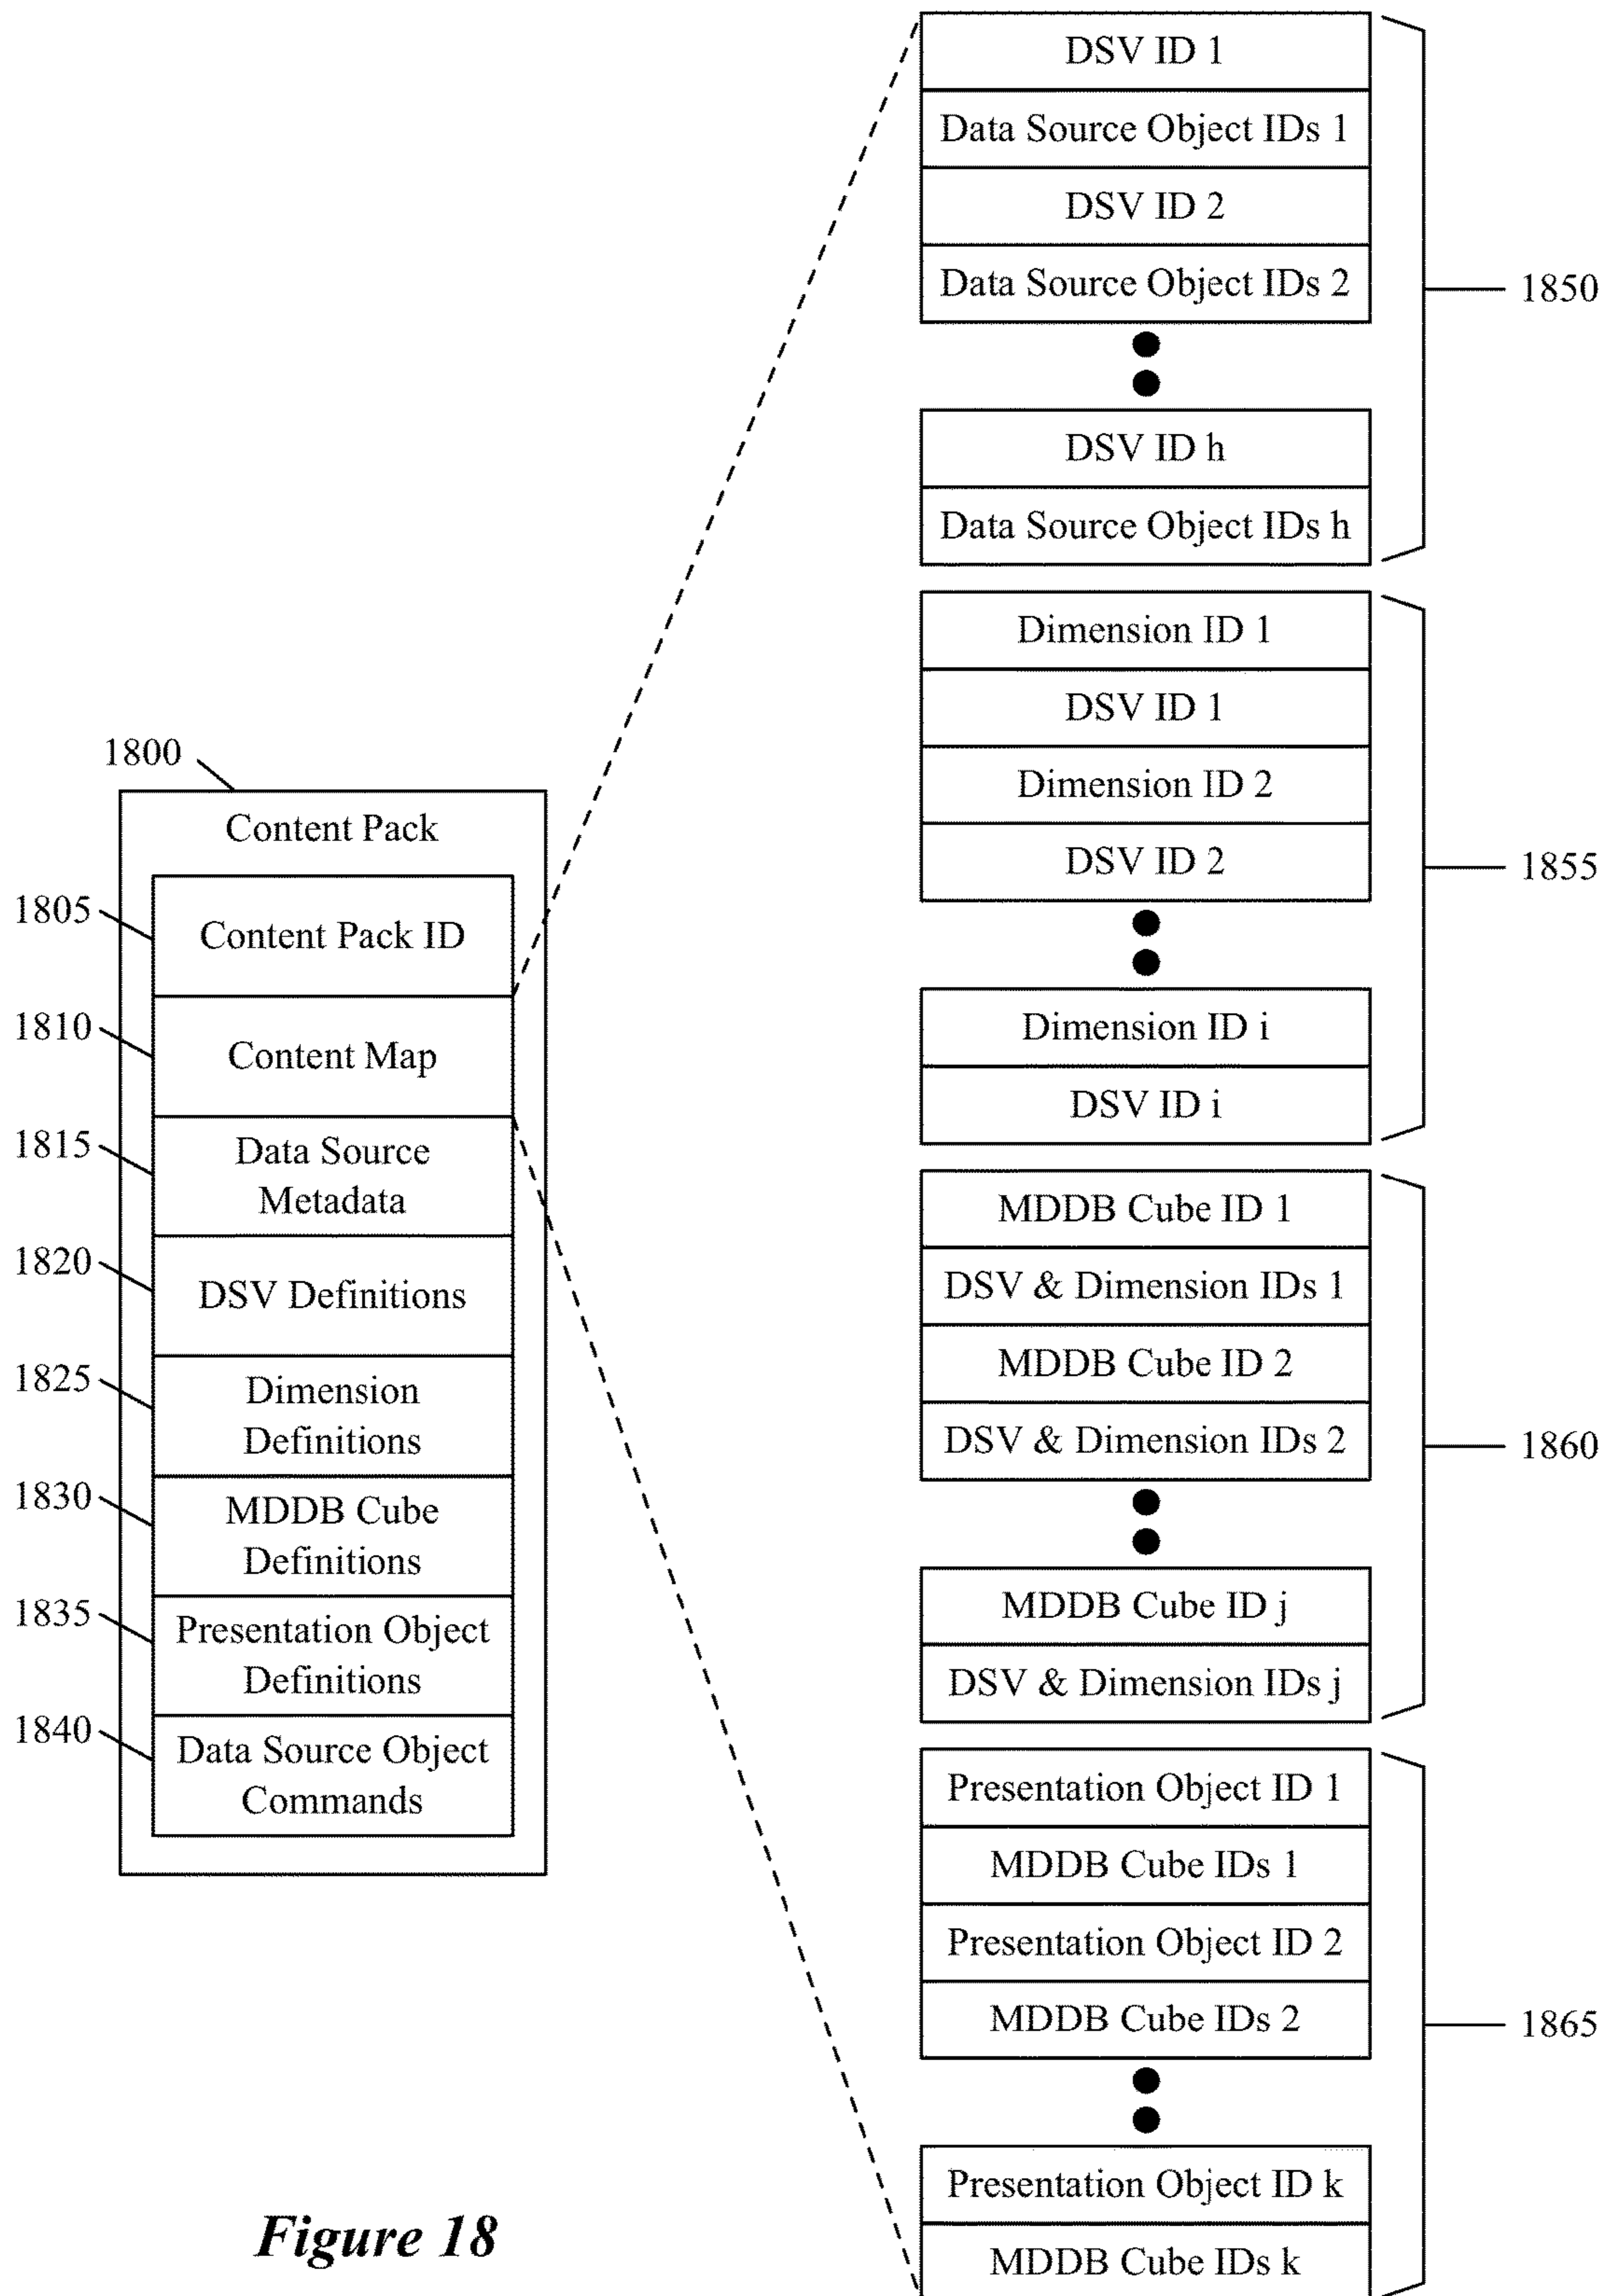 1800
Content Pack
1805
Content Pack ID
1810
Content Map
1815
Data Source
Metadata
1820
DSV Definitions
1825
Dimension
Definitions
1830
MDDB Cube
Definitions
1835
Presentation Object
Definitions
1840
Data Source Object
Commands
DSV ID 1
Data Source Object IDs 1
DSV ID 2
Data Source Object IDs 2
DSV ID h
Data Source Object IDs h
1850
Dimension ID 1
DSV ID 1
Dimension ID 2
DSV ID 2
Dimension ID i
DSV ID i
1855
MDDB Cube ID 1
DSV & Dimension IDs 1
MDDB Cube ID 2
DSV & Dimension IDs 2
MDDB Cube ID j
DSV & Dimension IDs j
1860
Presentation Object ID 1
MDDB Cube IDs 1
Presentation Object ID 2
MDDB Cube IDs 2
Presentation Object ID k
MDDB Cube IDs k
1865
Figure 18